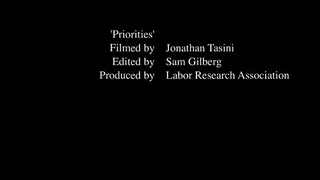 'Priorities'
Filmed by Jonathan Tasini
Edited by Sam Gilberg
Produced by Labor Research Association